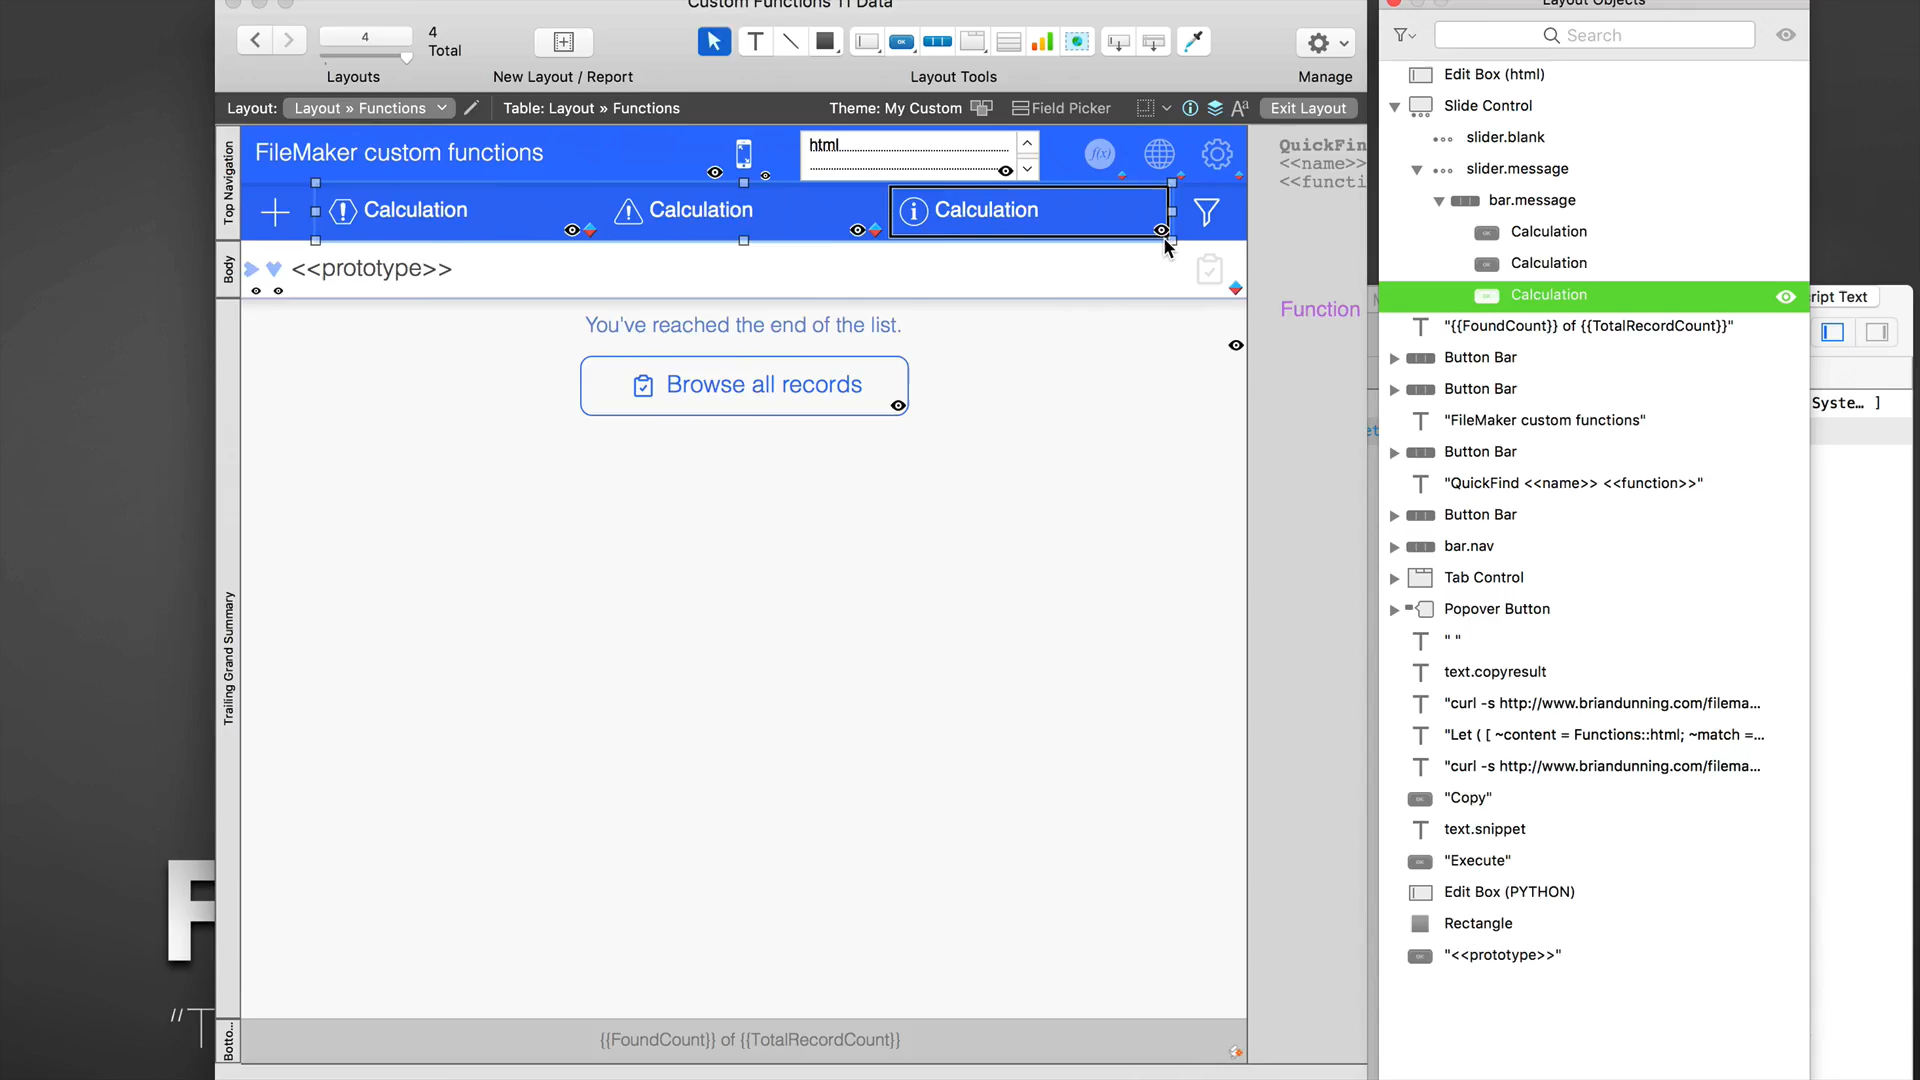 Custom Functions 11 Data
Layout Objects
4
4
Total
Layouts
New Layout / Report
Layout Tools
Manage
Search
Layout:
Layout » Functions
Table: Layout » Functions
Theme: My Custom
Field Picker
Exit Layout
Top Navigation
FileMaker custom functions
html
f(x)
QuickFind
<<name>>
<<functi
Calculation
Calculation
Calculation
Body
<<prototype>>
Function
You've reached the end of the list.
Browse all records
Trailing Grand Summary
{{FoundCount}} of {{TotalRecordCount}}
Botto...
Edit Box (html)
Slide Control
slider.blank
slider.message
bar.message
Calculation
Calculation
Calculation
"{{FoundCount}} of {{TotalRecordCount}}"
Button Bar
Button Bar
"FileMaker custom functions"
Button Bar
"QuickFind <<name>> <<function>>"
Button Bar
bar.nav
Tab Control
Popover Button
" "
text.copyresult
"curl -s http://www.briandunning.com/filema...
"Let ( [ ~content = Functions::html; ~match =...
"curl -s http://www.briandunning.com/filema...
"Copy"
text.snippet
"Execute"
Edit Box (PYTHON)
Rectangle
"<<prototype>>"
ript Text
Syste… ]
et
F
"T